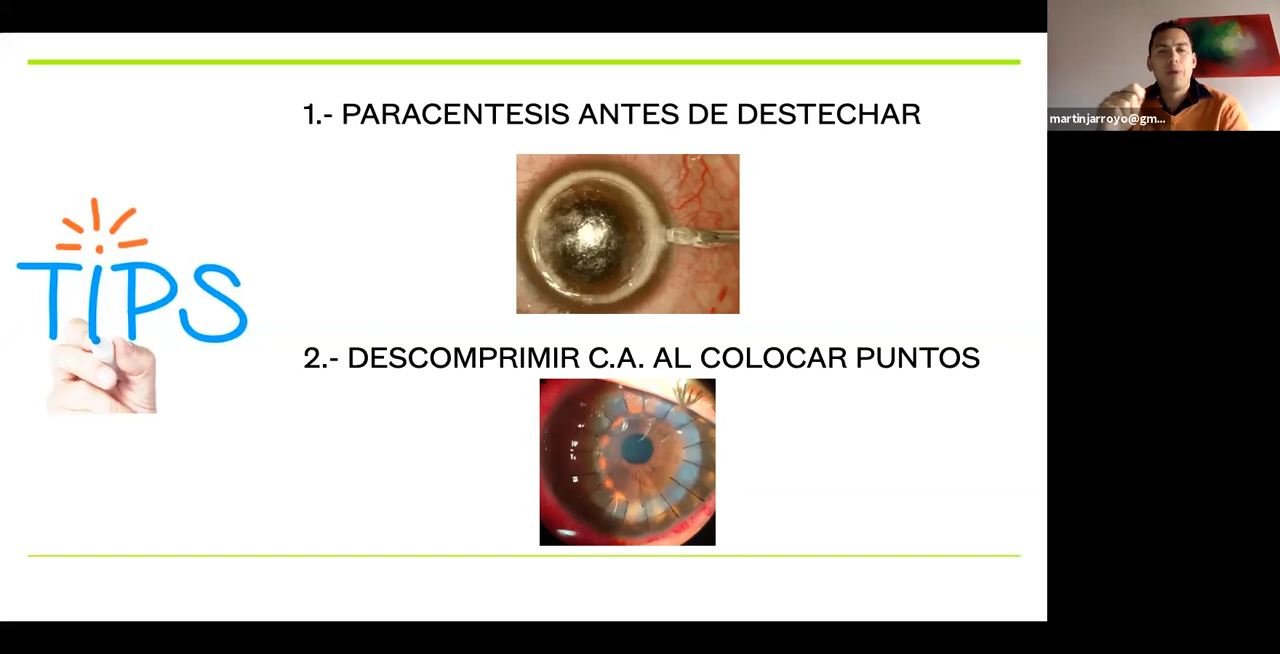 1.- PARACENTESIS ANTES DE DESTECHAR
martinjarroyo@gm...
TiPS
2.- DESCOMPRIMIR C.A. AL COLOCAR PUNTOS